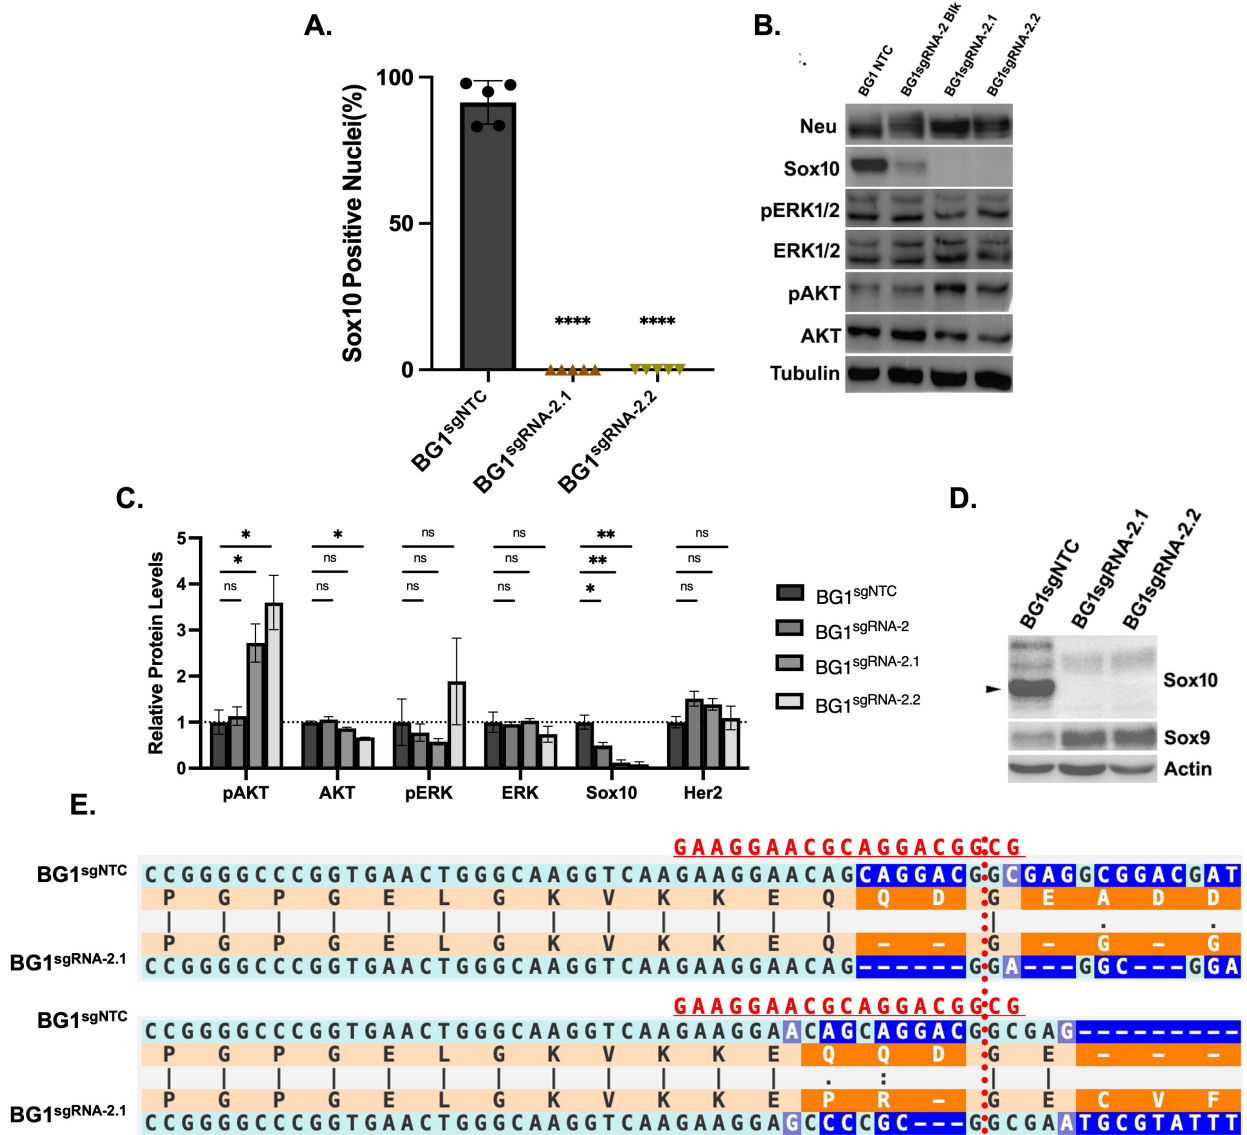 A.
Sox10 Positive Nuclei(%)
100
50
0
**** ****
BG1sgNTC
BG1sgRNA-2.1
BG1sgRNA-2.2
B.
BG1 NTC
BG1sgRNA-2 Blk
BG1sgRNA-2.1
BG1sgRNA-2.2
Neu
Sox10
pERK1/2
ERK1/2
pAKT
AKT
Tubulin
C.
Relative Protein Levels
5
4
3
2
1
0
* * ns
* ns ns
ns ns ns
ns ns ns
** ** *
ns ns ns
pAKT AKT pERK ERK Sox10 Her2
BG1sgNTC
BG1sgRNA-2
BG1sgRNA-2.1
BG1sgRNA-2.2
D.
BG1sgNTC
BG1sgRNA-2.1
BG1sgRNA-2.2
Sox10
Sox9
Actin
E.
GAAGGAACGCAGGACGGCG
BG1sgNTC
CCGGGGCCCGGTGAACTGGGCAAGGTCAAGAAGGAACAGCAGGACGGCGAGGCGGACGAT
P G P G E L G K V K K E Q Q D G E A D D
| | | | | | | | | | | | | | . .
P G P G E L G K V K K E Q - - G - G - G
BG1sgRNA-2.1
CCGGGGCCCGGTGAACTGGGCAAGGTCAAGAAGGAACAG------GGA---GGC---GGA
GAAGGAACGCAGGACGGCG
BG1sgNTC
CCGGGGCCCGGTGAACTGGGCAAGGTCAAGAAGGAACAGCAGGACGGCGAG---------
P G P G E L G K V K K E Q Q D G E - - -
| | | | | | | | | | | | . : | |
P G P G E L G K V K K E P R - G E C V F
BG1sgRNA-2.1
CCGGGGCCCGGTGAACTGGGCAAGGTCAAGAAGGAGCCCCGC---GGCGAATGCGTATTT